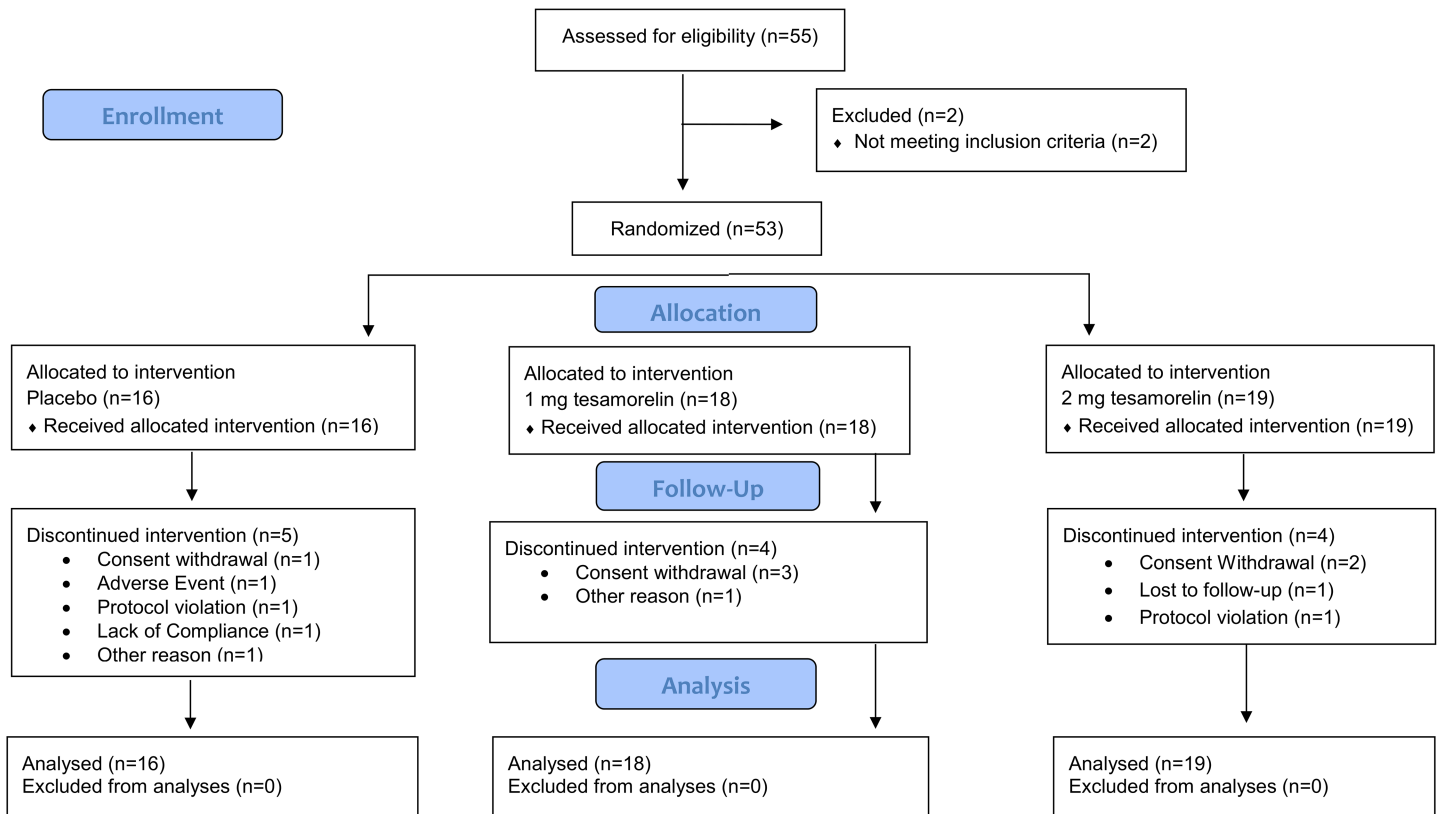 Assessed for eligibility (n=55)
Enrollment
Excluded (n=2)
♦ Not meeting inclusion criteria (n=2)
Randomized (n=53)
Allocation
Allocated to intervention
Placebo (n=16)
♦ Received allocated intervention (n=16)
Allocated to intervention
1 mg tesamorelin (n=18)
♦ Received allocated intervention (n=18)
Allocated to intervention
2 mg tesamorelin (n=19)
♦ Received allocated intervention (n=19)
Follow-Up
Discontinued intervention (n=5)
• Consent withdrawal (n=1)
• Adverse Event (n=1)
• Protocol violation (n=1)
• Lack of Compliance (n=1)
• Other reason (n=1)
Discontinued intervention (n=4)
• Consent withdrawal (n=3)
• Other reason (n=1)
Discontinued intervention (n=4)
• Consent Withdrawal (n=2)
• Lost to follow-up (n=1)
• Protocol violation (n=1)
Analysis
Analysed (n=16)
Excluded from analyses (n=0)
Analysed (n=18)
Excluded from analyses (n=0)
Analysed (n=19)
Excluded from analyses (n=0)